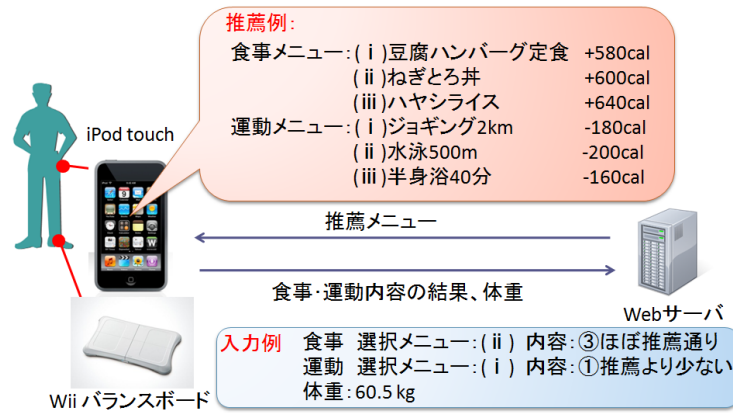 推薦例:
食事メニュー:(ⅰ)豆腐ハンバーグ定食 +580cal
(ⅱ)ねぎとろ丼 +600cal
(ⅲ)ハヤシライス +640cal
運動メニュー:(ⅰ)ジョギング2km -180cal
(ⅱ)水泳500m -200cal
(ⅲ)半身浴40分 -160cal
iPod touch
推薦メニュー
食事・運動内容の結果、体重
Webサーバ
Wii バランスボード
入力例 食事 選択メニュー:(ⅱ) 内容:③ほぼ推薦通り
運動 選択メニュー:(ⅰ) 内容:①推薦より少ない
体重:60.5kg